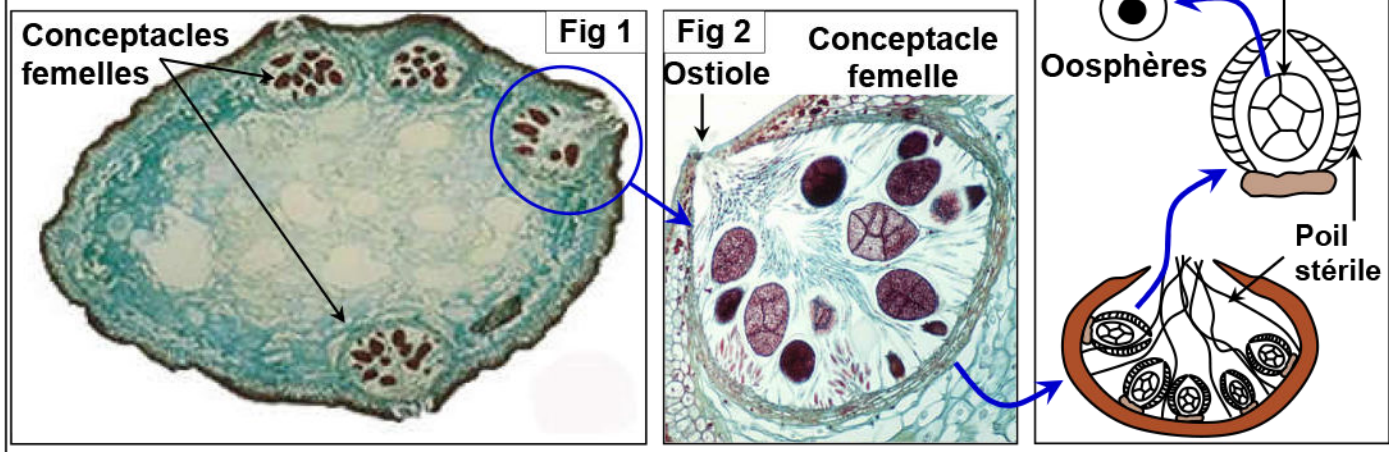 Conceptacles
femelles
Fig 1
Fig 2
Ostiole
Conceptacle
femelle
Oosphères
Poil
stérile